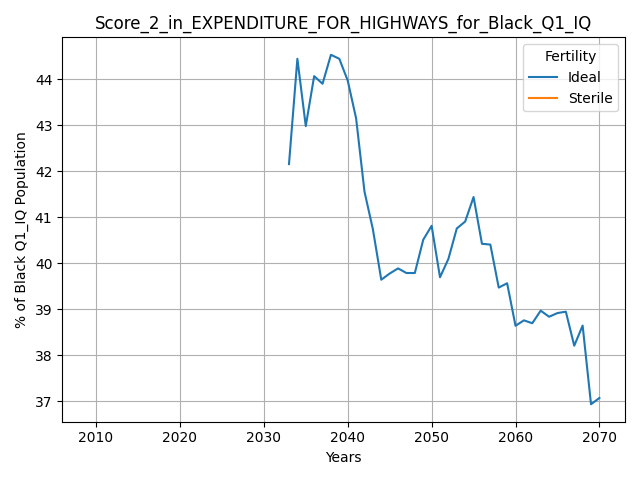 Score_2_in_EXPENDITURE_FOR_HIGHWAYS_for_Black_Q1_IQ
Fertility
Ideal
Sterile
44
43
42
41
40
39
38
37
% of Black Q1_IQ Population
2010 2020 2030 2040 2050 2060 2070
Years